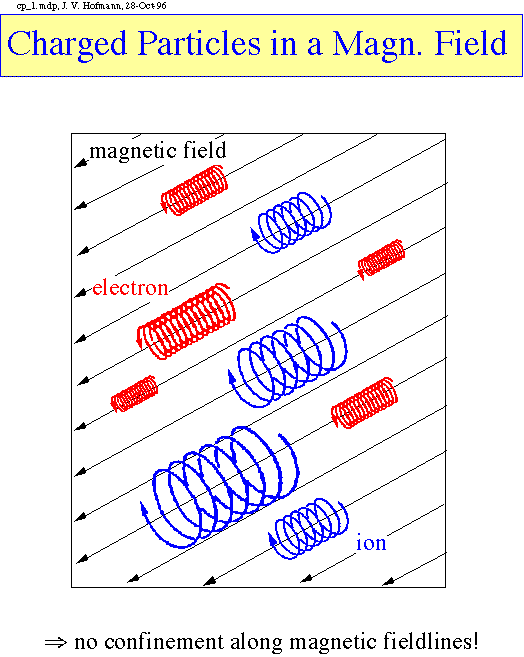 cp_1.mdp, J. V. Hofmann, 28-Oct-96
Charged Particles in a Magn. Field
magnetic field
electron
ion
⇒ no confinement along magnetic fieldlines!